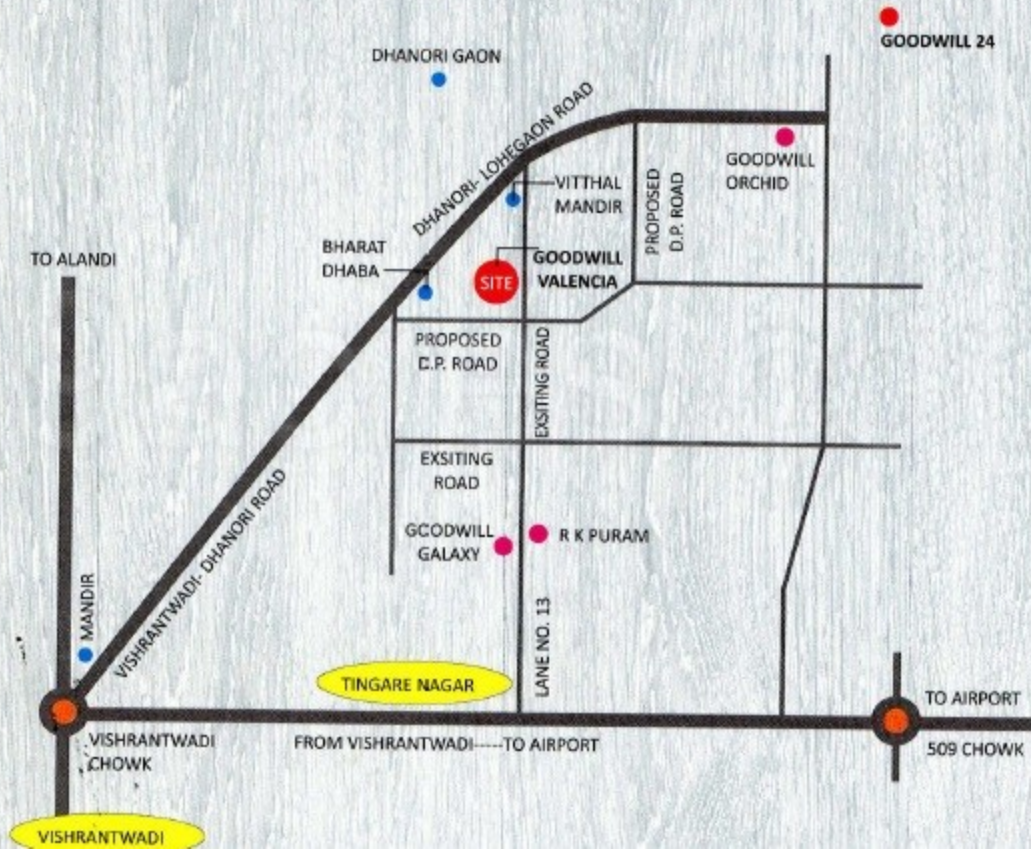 GOODWILL 24
DHANORI GAON
DHANORI- LOHEGAON ROAD
GOODWILL
ORCHID
VITTHAL
MANDIR
PROPOSED
D.P. ROAD
BHARAT
DHABA
TO ALANDI
SITE
GOODWILL
VALENCIA
PROPOSED
D.P. ROAD
EXSITING ROAD
EXSITING
ROAD
VISHRANTWADI- DHANORI ROAD
GOODWILL
GALAXY
R K PURAM
MANDIR
LANE NO. 13
TINGARE NAGAR
TO AIRPORT
VISHRANTWADI
CHOWK
FROM VISHRANTWADI-----TO AIRPORT
509 CHOWK
VISHRANTWADI